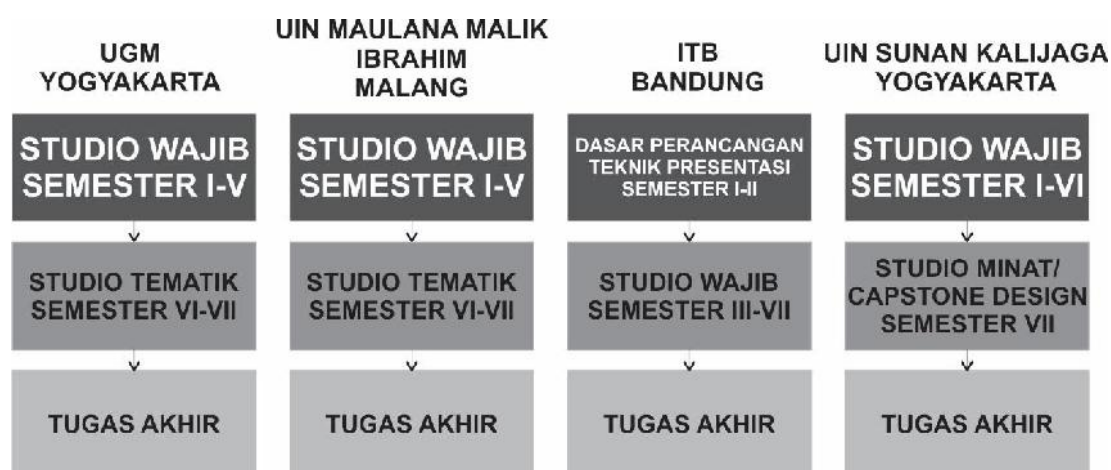 UGM
YOGYAKARTA
STUDIO WAJIB
SEMESTER I-V
STUDIO TEMATIK
SEMESTER VI-VII
TUGAS AKHIR
UIN MAULANA MALIK
IBRAHIM
MALANG
STUDIO WAJIB
SEMESTER I-V
STUDIO TEMATIK
SEMESTER VI-VII
TUGAS AKHIR
ITB
BANDUNG
DASAR PERANCANGAN
TEKNIK PRESENTASI
SEMESTER I-II
STUDIO WAJIB
SEMESTER III-VII
TUGAS AKHIR
UIN SUNAN KALIJAGA
YOGYAKARTA
STUDIO WAJIB
SEMESTER I-VI
STUDIO MINAT/
CAPSTONE DESIGN
SEMESTER VII
TUGAS AKHIR